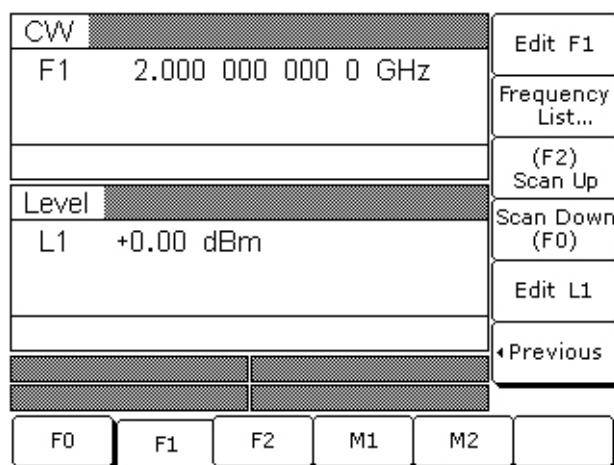 CW
F1 2.000 000 000 0 GHz
Level
L1 +0.00 dBm
Edit F1
Frequency
List...
(F2)
Scan Up
Scan Down
(F0)
Edit L1
Previous
F0 F1 F2 M1 M2